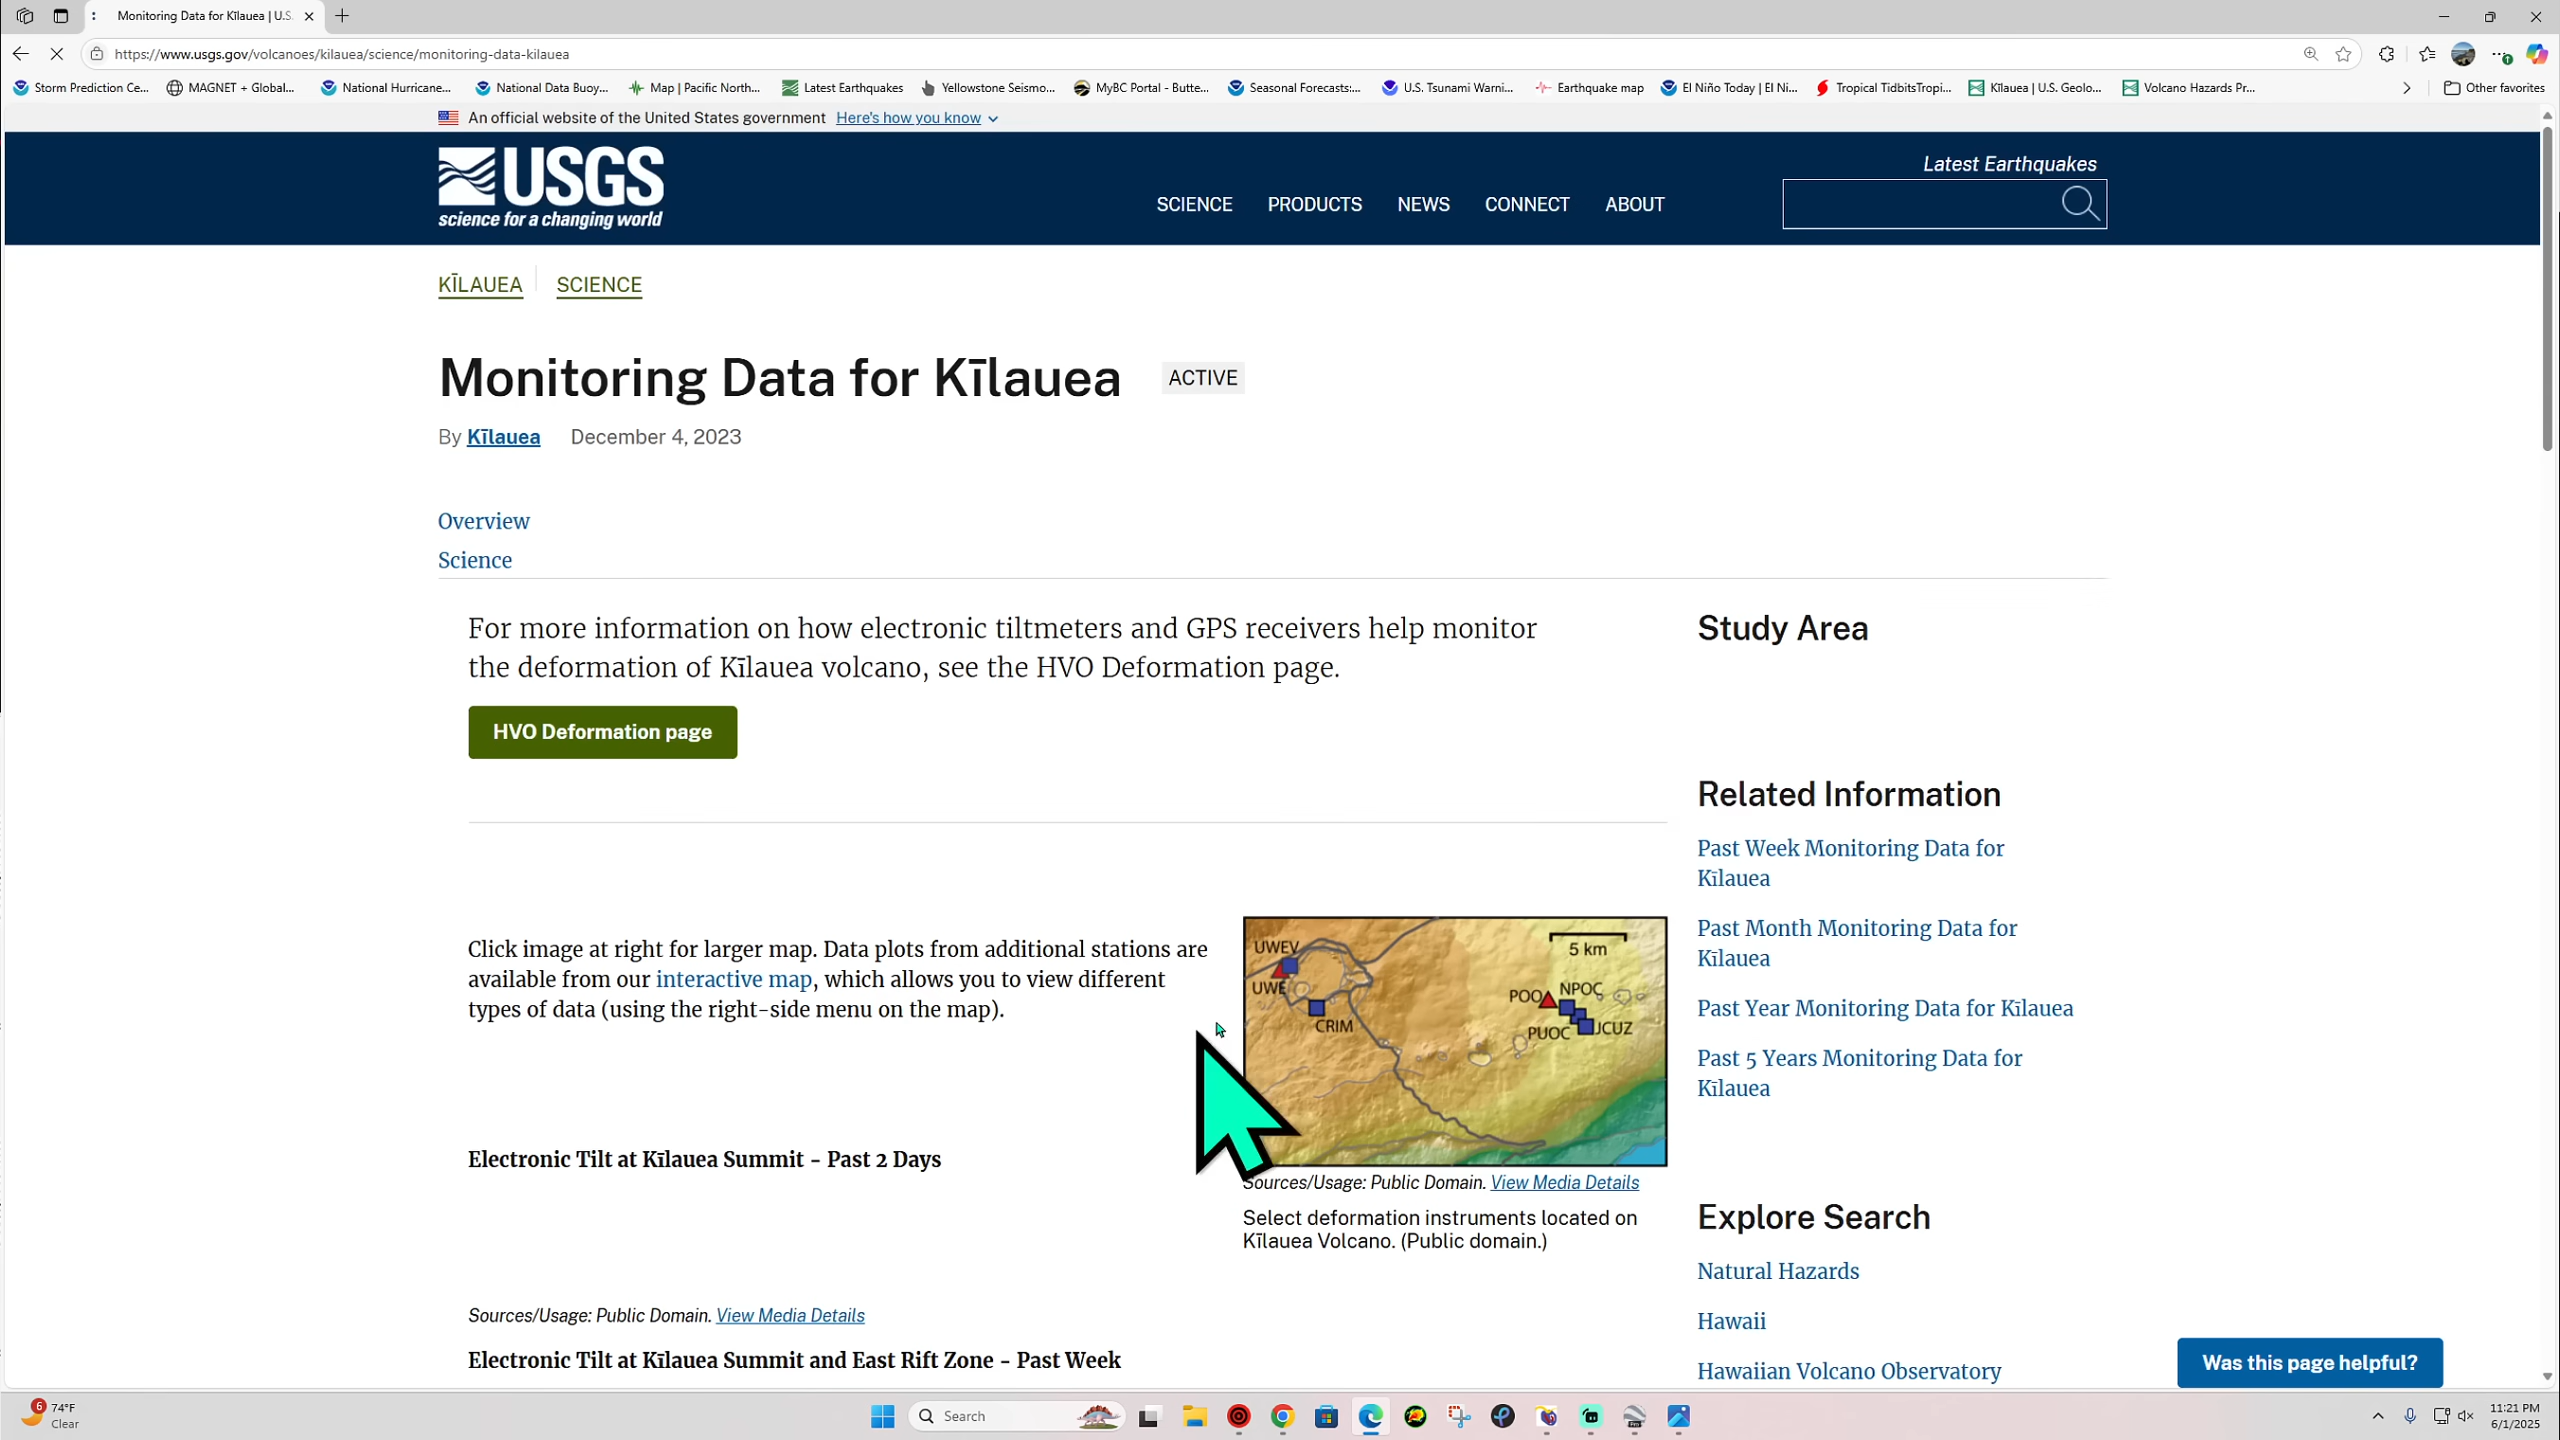 Monitoring Data for Kīlauea | U.S.
https://www.usgs.gov/volcanoes/kilauea/science/monitoring-data-kilauea
Storm Prediction Ce...
MAGNET + Global...
National Hurricane...
National Data Buoy...
Map | Pacific North...
Latest Earthquakes
Yellowstone Seismo...
MyBC Portal - Butte...
Seasonal Forecasts:...
U.S. Tsunami Warni...
Earthquake map
El Niño Today | El Ni...
Tropical TidbitsTropi...
Kīlauea | U.S. Geolo...
Volcano Hazards Pr...
Other favorites
An official website of the United States government Here's how you know
USGS
science for a changing world
SCIENCE PRODUCTS NEWS CONNECT ABOUT
Latest Earthquakes
KĪLAUEA SCIENCE
Monitoring Data for Kīlauea ACTIVE
By Kīlauea December 4, 2023
Overview
Science
For more information on how electronic tiltmeters and GPS receivers help monitor
the deformation of Kīlauea volcano, see the HVO Deformation page.
HVO Deformation page
Click image at right for larger map. Data plots from additional stations are
available from our interactive map, which allows you to view different
types of data (using the right-side menu on the map).
UWEV
UWE
CRIM
5 km
POO
NPOC
PUOC
JCUZ
Sources/Usage: Public Domain. View Media Details
Select deformation instruments located on
Kīlauea Volcano. (Public domain.)
Electronic Tilt at Kīlauea Summit - Past 2 Days
Sources/Usage: Public Domain. View Media Details
Electronic Tilt at Kīlauea Summit and East Rift Zone - Past Week
Study Area
Related Information
Past Week Monitoring Data for
Kīlauea
Past Month Monitoring Data for
Kīlauea
Past Year Monitoring Data for Kīlauea
Past 5 Years Monitoring Data for
Kīlauea
Explore Search
Natural Hazards
Hawaii
Hawaiian Volcano Observatory
Was this page helpful?
6
74°F
Clear
Search
11:21 PM
6/1/2025